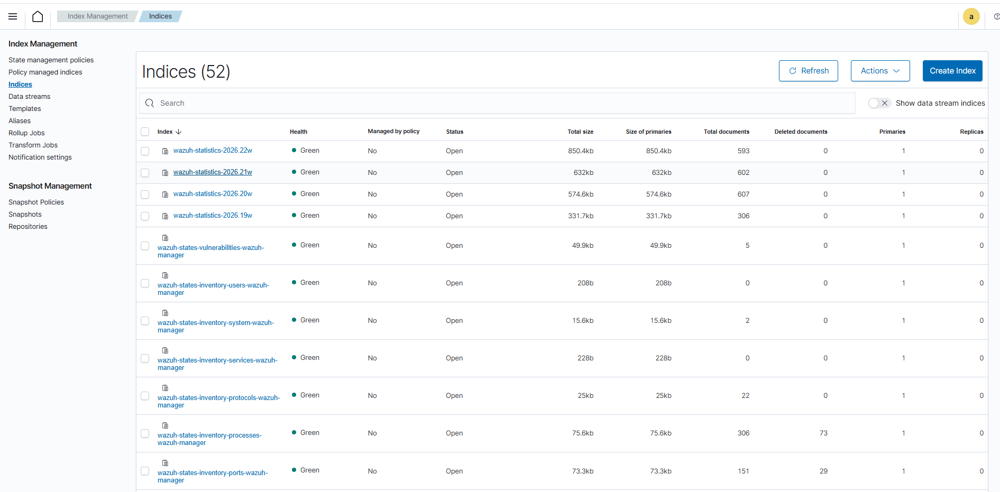 Index Management
Indices
a
Index Management
State management policies
Policy managed indices
Indices
Data streams
Templates
Aliases
Rollup Jobs
Transform Jobs
Notification settings
Snapshot Management
Snapshot Policies
Snapshots
Repositories
Indices (52)
Refresh
Actions
Create Index
Search
Show data stream indices
Index Health Managed by policy Status Total size Size of primaries Total documents Deleted documents Primaries Replicas
wazuh-statistics-2026.22w Green No Open 850.4kb 850.4kb 593 0 1 0
wazuh-statistics-2026.21w Green No Open 632kb 632kb 602 0 1 0
wazuh-statistics-2026.20w Green No Open 574.6kb 574.6kb 607 0 1 0
wazuh-statistics-2026.19w Green No Open 331.7kb 331.7kb 306 0 1 0
wazuh-states-vulnerabilities-wazuh-
manager Green No Open 49.9kb 49.9kb 5 0 1 0
wazuh-states-inventory-users-wazuh-
manager Green No Open 208b 208b 0 0 1 0
wazuh-states-inventory-system-wazuh-
manager Green No Open 15.6kb 15.6kb 2 0 1 0
wazuh-states-inventory-services-wazuh-
manager Green No Open 228b 228b 0 0 1 0
wazuh-states-inventory-protocols-wazuh-
manager Green No Open 25kb 25kb 22 0 1 0
wazuh-states-inventory-processes-
wazuh-manager Green No Open 75.6kb 75.6kb 306 73 1 0
wazuh-states-inventory-ports-wazuh-
manager Green No Open 73.3kb 73.3kb 151 29 1 0